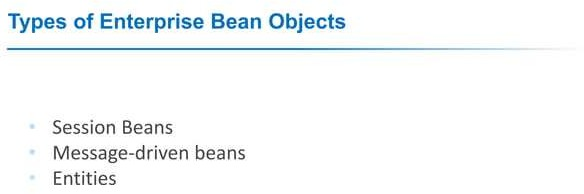 Types of Enterprise Bean Objects
Session Beans
Message-driven beans
Entities